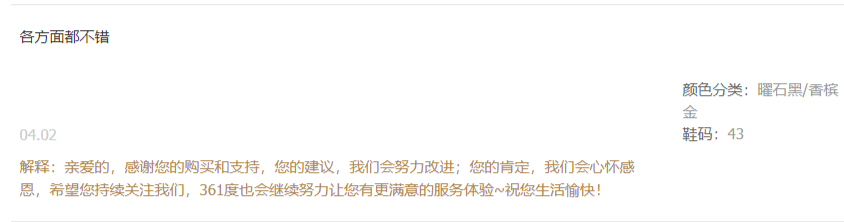 各方面都不错
颜色分类：曜石黑/香槟
金
04.02
鞋码：43
解释：亲爱的，感谢您的购买和支持，您的建议，我们会努力改进；您的肯定，我们会心怀感
恩，希望您持续关注我们，361度也会继续努力让您有更满意的服务体验~祝您生活愉快！